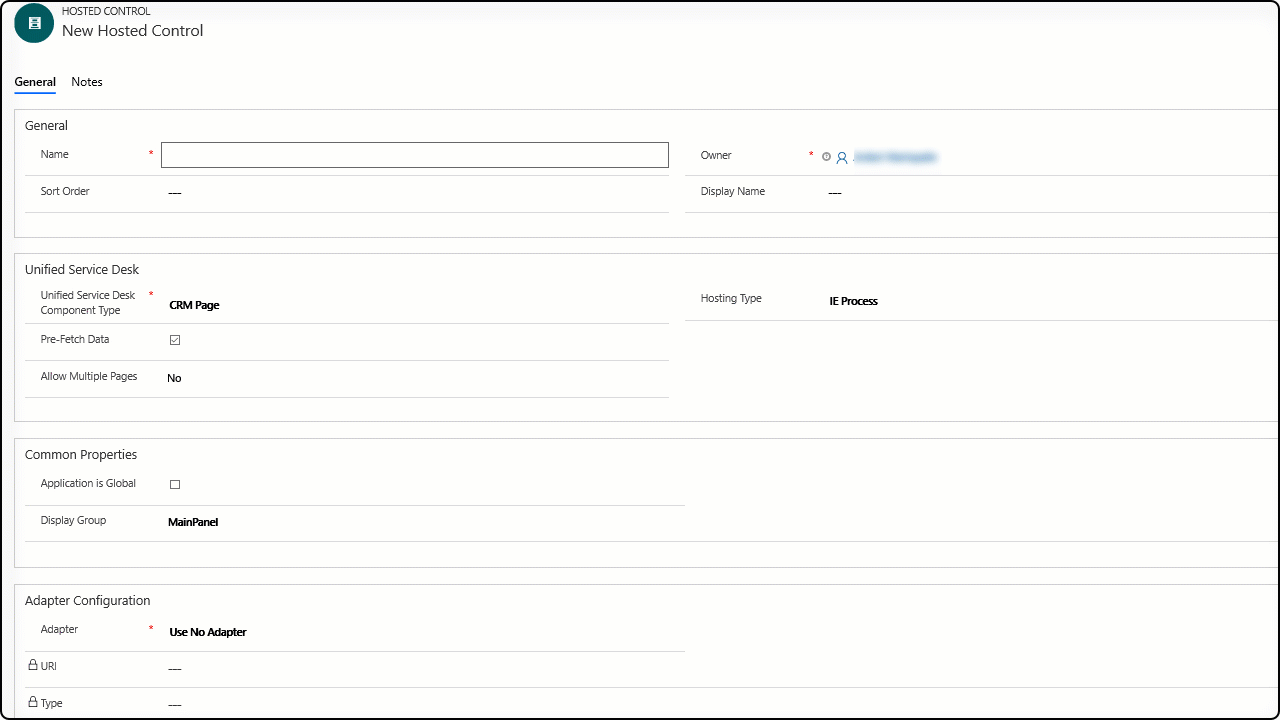 HOSTED CONTROL
New Hosted Control
General Notes
General
Name *
Owner *
Sort Order ---
Display Name ---
Unified Service Desk
Unified Service Desk Component Type * CRM Page
Hosting Type IE Process
Pre-Fetch Data
Allow Multiple Pages No
Common Properties
Application is Global
Display Group MainPanel
Adapter Configuration
Adapter * Use No Adapter
URI ---
Type ---